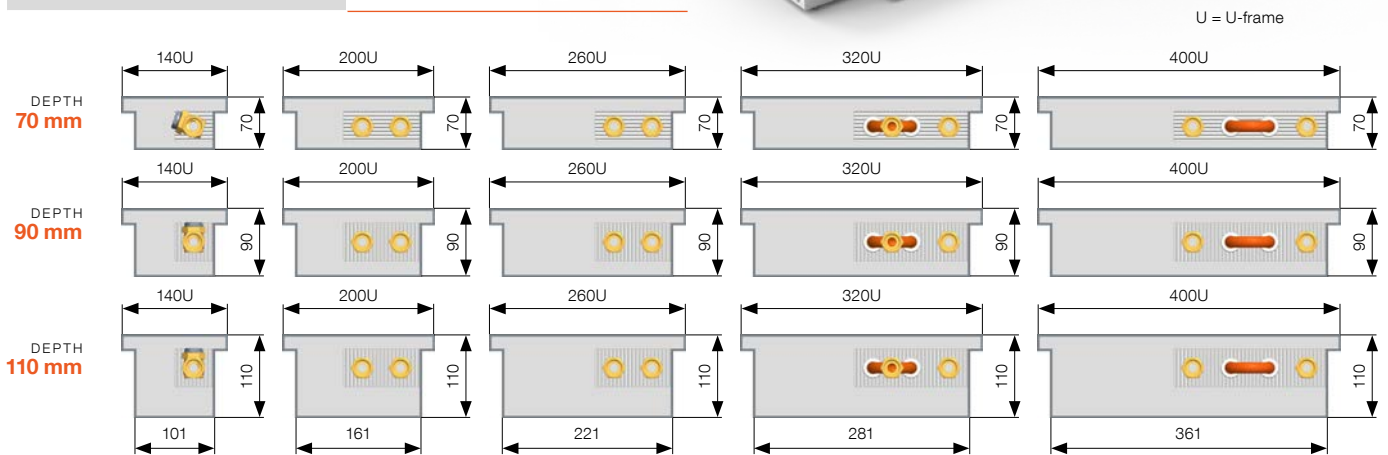 U = U-frame
140U 200U 260U 320U 400U
DEPTH
70 mm
70 70 70 70 70
140U 200U 260U 320U 400U
DEPTH
90 mm
90 90 90 90 90
140U 200U 260U 320U 400U
DEPTH
110 mm
110 110 110 110 110
101 161 221 281 361